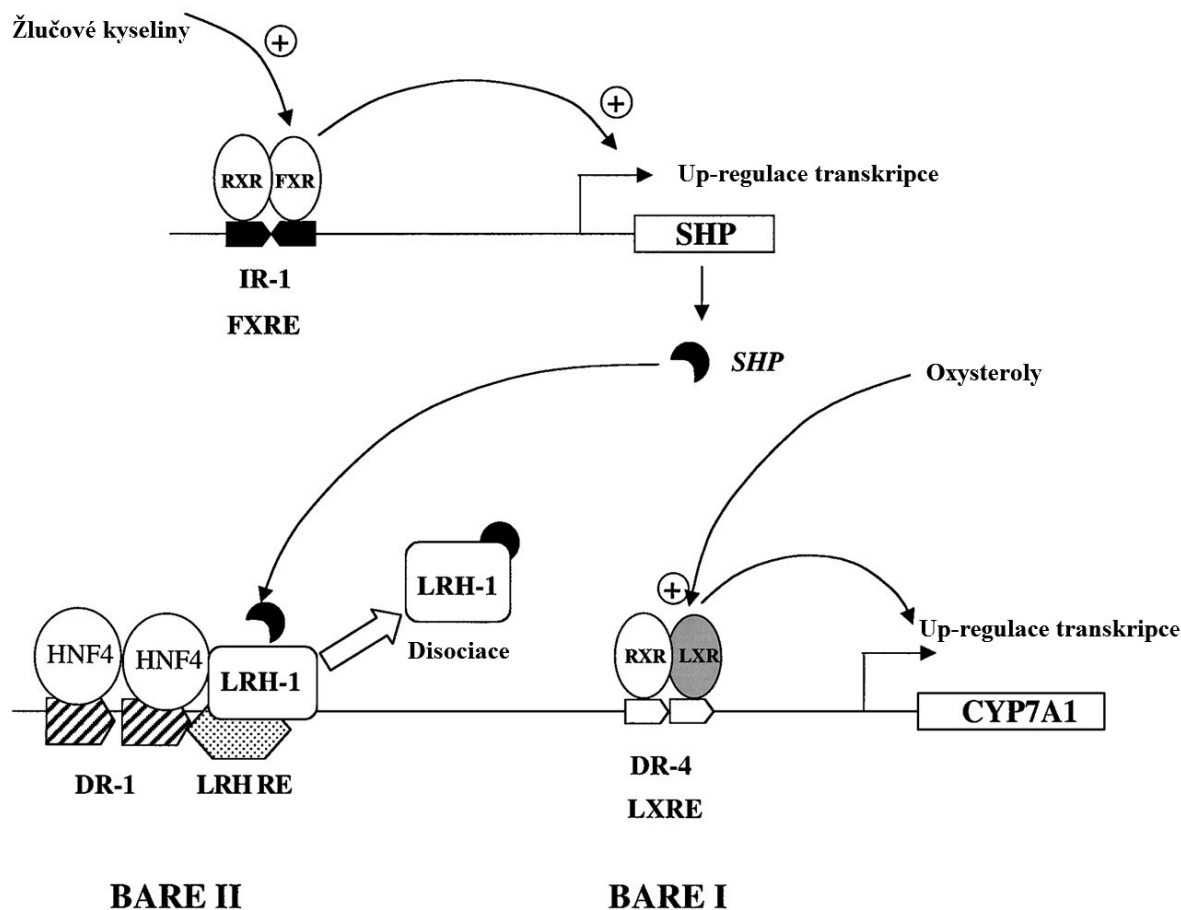 Žlučové kyseliny
+
+
RXR
FXR
Up-regulace transkripce
SHP
IR-1
FXRE
SHP
Oxysteroly
LRH-1
Disociace
+
HNF4
HNF4
LRH-1
RXR
LXR
Up-regulace transkripce
CYP7A1
DR-1
LRH RE
DR-4
LXRE
BARE II
BARE I